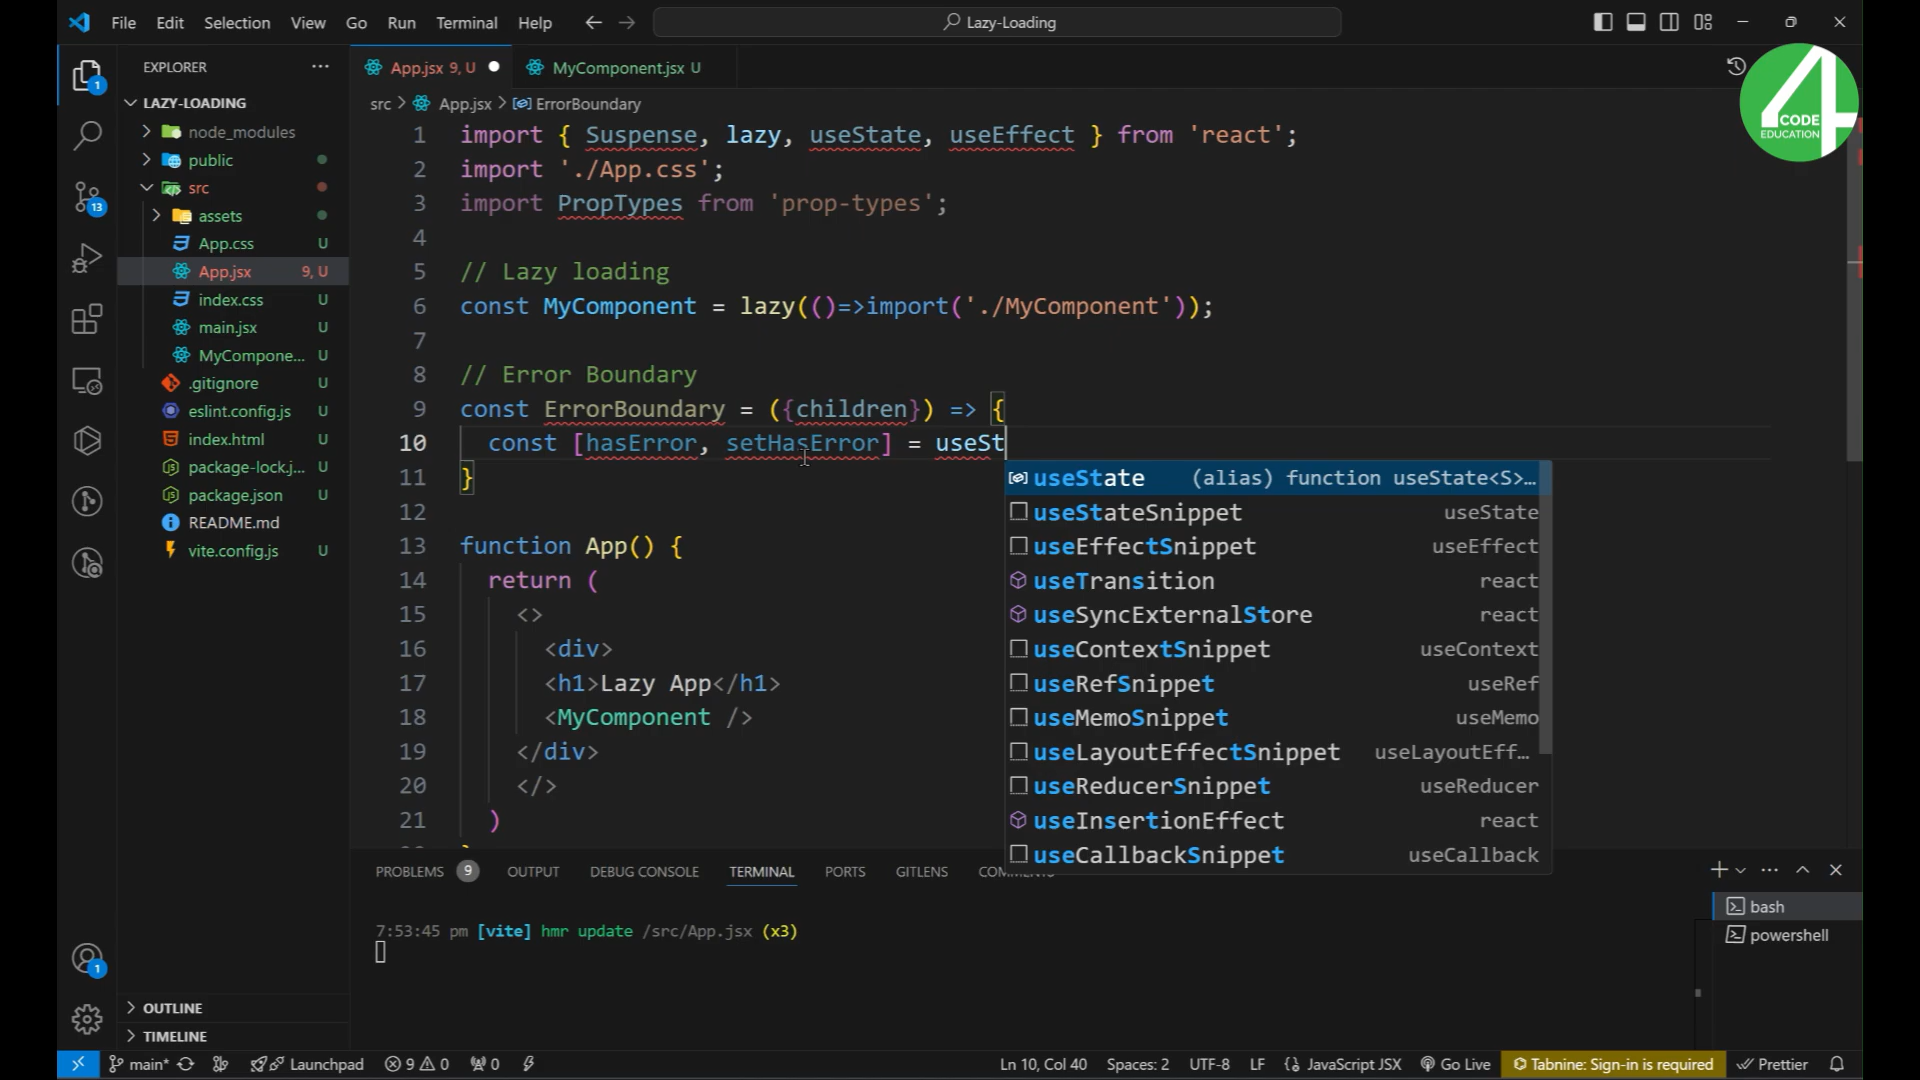 File Edit Selection View Go Run Terminal Help
Lazy-Loading
CODE
EDUCATION
EXPLORER
1
LAZY-LOADING
node_modules
public
src
13
assets
App.css U
App.jsx 9, U
index.css U
main.jsx U
MyCompone... U
.gitignore U
eslint.config.js U
index.html U
package-lock.j... U
package.json U
README.md
vite.config.js U
1
OUTLINE
TIMELINE
App.jsx 9, U
MyComponent.jsx U
src > App.jsx > ErrorBoundary
1 import { Suspense, lazy, useState, useEffect } from 'react';
2 import './App.css';
3 import PropTypes from 'prop-types';
4
5 // Lazy loading
6 const MyComponent = lazy(()=>import('./MyComponent'));
7
8 // Error Boundary
9 const ErrorBoundary = ({children}) => {
10 const [hasError, setHasError] = useSt
11 }
12
13 function App() {
14 return (
15 <>
16 <div>
17 <h1>Lazy App</h1>
18 <MyComponent />
19 </div>
20 </>
21 )
useState (alias) function useState<S>...
useStateSnippet useState
useEffectSnippet useEffect
useTransition react
useSyncExternalStore react
useContextSnippet useContext
useRefSnippet useRef
useMemoSnippet useMemo
useLayoutEffectSnippet useLayoutEff...
useReducerSnippet useReducer
useInsertionEffect react
useCallbackSnippet useCallback
PROBLEMS 9 OUTPUT DEBUG CONSOLE TERMINAL PORTS GITLENS
7:53:45 pm [vite] hmr update /src/App.jsx (x3)
bash
powershell
main* Launchpad 9 0 0 Ln 10, Col 40 Spaces: 2 UTF-8 LF {} JavaScript JSX Go Live Tabnine: Sign-in is required Prettier